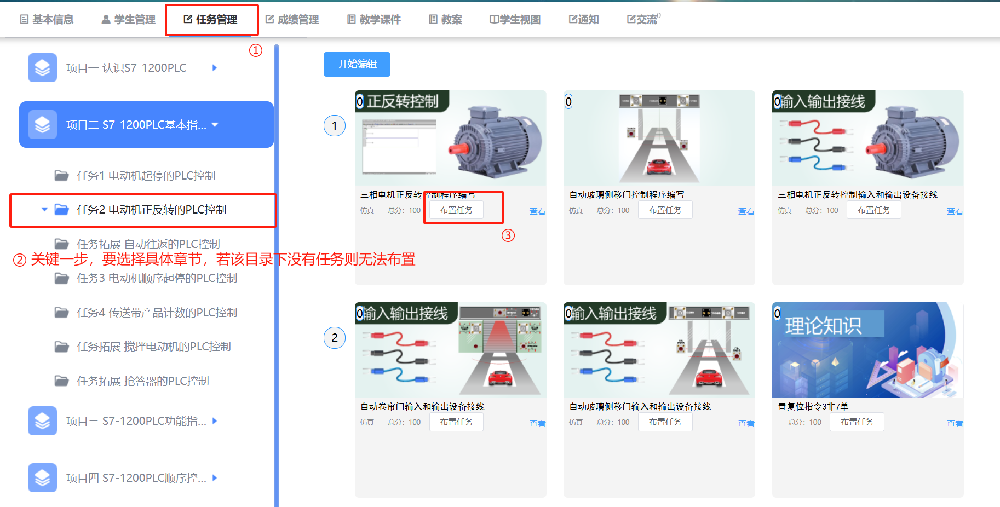 基本信息
学生管理
任务管理
成绩管理
教学课件
教案
学生视图
通知
交流0
①
项目一 认识S7-1200PLC
项目二 S7-1200PLC基本指...
任务1 电动机起停的PLC控制
任务2 电动机正反转的PLC控制
任务拓展 自动往返的PLC控制
② 关键一步，要选择具体章节，若该目录下没有任务则无法布置
任务3 电动机顺序起停的PLC控制
任务4 传送带产品计数的PLC控制
任务拓展 搅拌电动机的PLC控制
任务拓展 抢答器的PLC控制
项目三 S7-1200PLC功能指...
项目四 S7-1200PLC顺序控...
开始编辑
1
0 正反转控制
三相电机正反转控制程序编写
仿真 总分：100 布置任务 查看
③
0
自动玻璃侧移门控制程序编写
仿真 总分：100 布置任务 查看
0 输入输出接线
三相电机正反转控制输入和输出设备接线
仿真 总分：100 布置任务 查看
2
0 输入输出接线
自动卷帘门输入和输出设备接线
仿真 总分：100 布置任务 查看
0 输入输出接线
自动玻璃侧移门输入和输出设备接线
仿真 总分：100 布置任务 查看
0
理论知识
置复位指令3非7单
总分：100 布置任务 查看